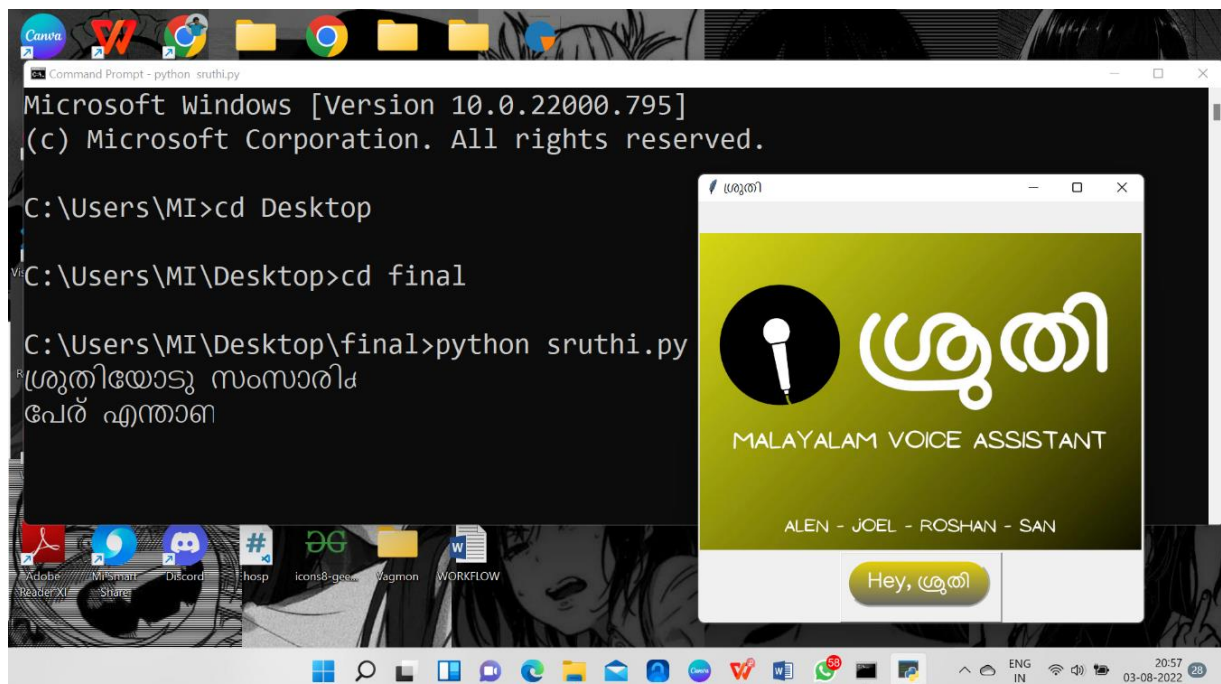 Canva
Command Prompt - python sruthi.py
Microsoft Windows [Version 10.0.22000.795]
(c) Microsoft Corporation. All rights reserved.
C:\Users\MI>cd Desktop
C:\Users\MI\Desktop>cd final
C:\Users\MI\Desktop\final>python sruthi.py
ശ്രുതിയോടു
പേര്
ശ്രുതി
ശ്രുതി
MALAYALAM VOICE ASSISTANT
ALEN - JOEL - ROSHAN - SAN
Hey, ശ്രുതി
Adobe
Reader XI
Mi Smart
Share
Discord
hosp
icons8-gee...
Vagmon
WORKFLOW
58
ENG
IN
20:57
03-08-2022
28